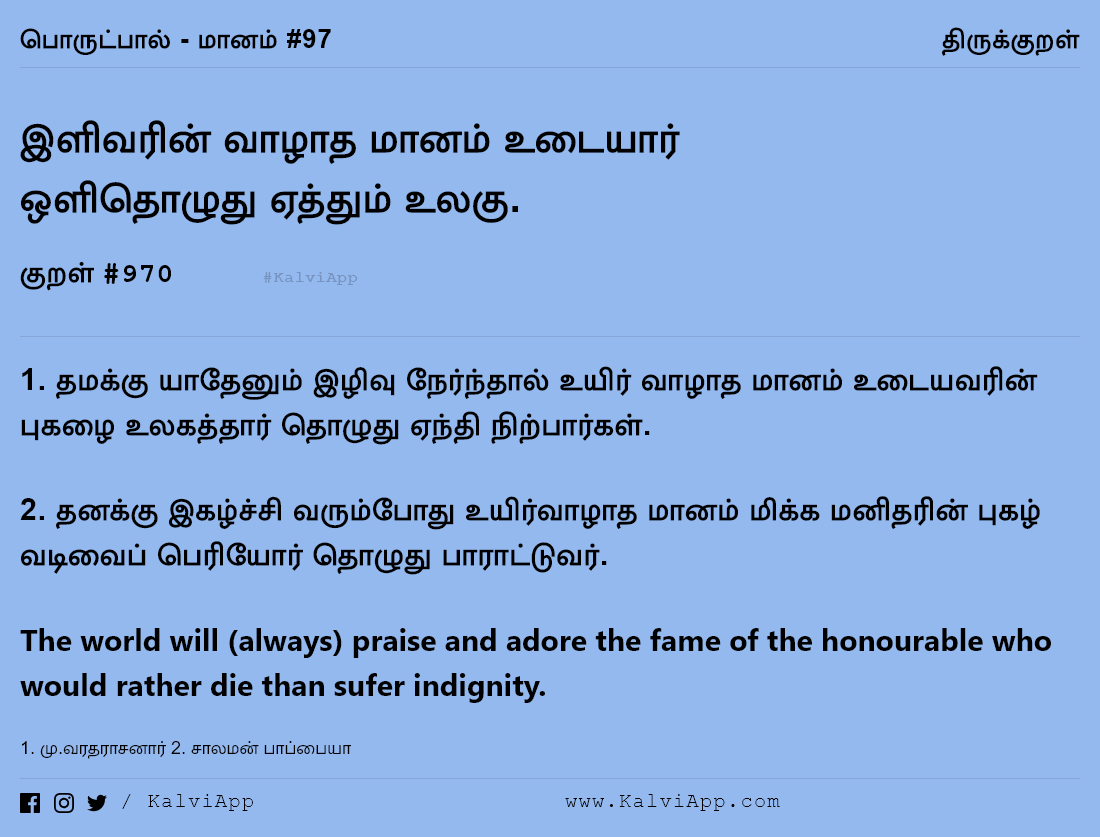 பொருட்பால் - மானம் #97 திருக்குறள்
இளிவரின் வாழாத மானம் உடையார்
ஒளிதொழுது ஏத்தும் உலகு.
குறள் #970 #KalviApp
1. தமக்கு யாதேனும் இழிவு நேர்ந்தால் உயிர் வாழாத மானம் உடையவரின்
புகழை உலகத்தார் தொழுது ஏந்தி நிற்பார்கள்.
2. தனக்கு இகழ்ச்சி வரும்போது உயிர்வாழாத மானம் மிக்க மனிதரின் புகழ்
வடிவைப் பெரியோர் தொழுது பாராட்டுவர்.
The world will (always) praise and adore the fame of the honourable who
would rather die than sufer indignity.
1. மு.வரதராசனார் 2. சாலமன் பாப்பையா
/ KalviApp www.KalviApp.com